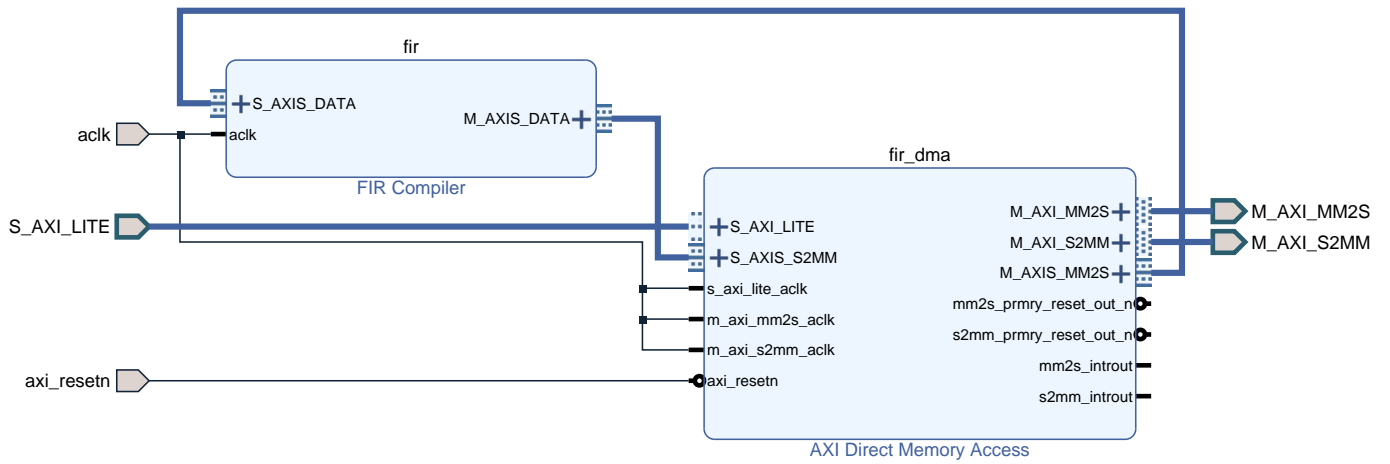 fir
S_AXIS_DATA
M_AXIS_DATA
aclk
aclk
FIR Compiler
fir_dma
S_AXI_LITE
S_AXI_LITE
M_AXI_MM2S
M_AXI_MM2S
S_AXIS_S2MM
M_AXI_S2MM
M_AXI_S2MM
M_AXIS_MM2S
s_axi_lite_aclk
mm2s_prmry_reset_out_n
m_axi_mm2s_aclk
s2mm_prmry_reset_out_n
m_axi_s2mm_aclk
mm2s_introut
axi_resetn
axi_resetn
s2mm_introut
AXI Direct Memory Access